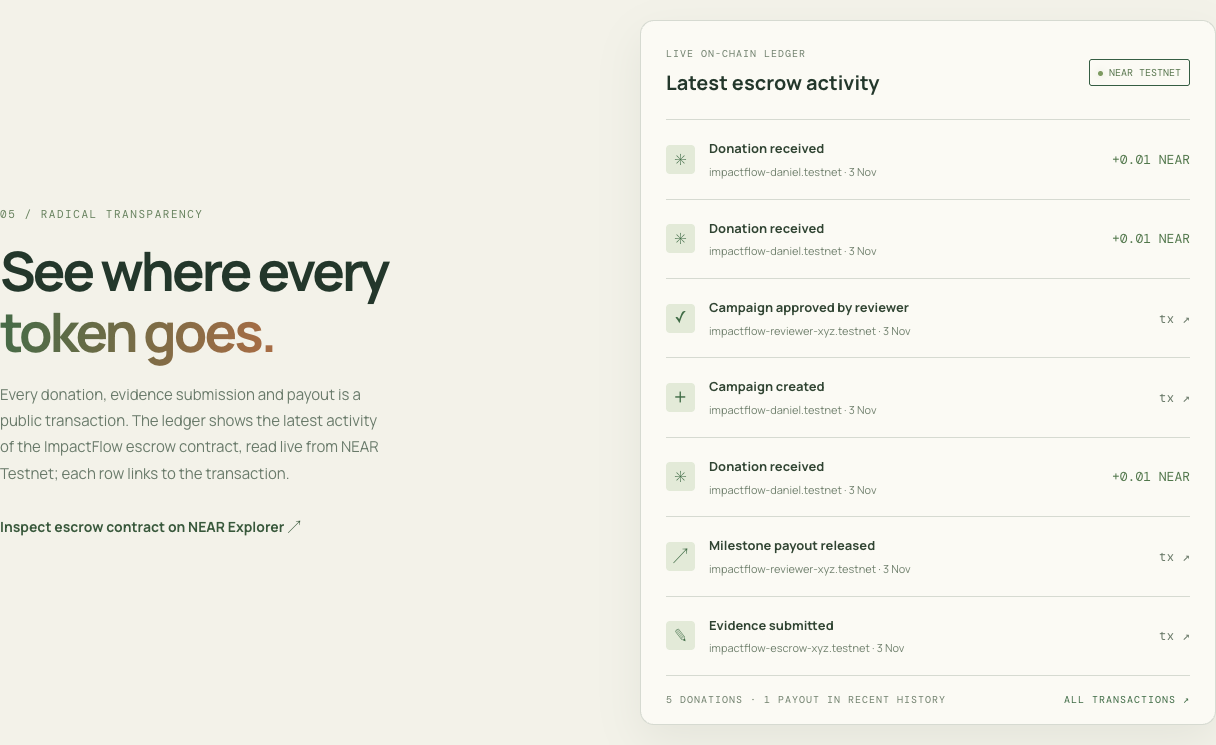 05 / RADICAL TRANSPARENCY
See where every
token goes.
Every donation, evidence submission and payout is a
public transaction. The ledger shows the latest activity
of the ImpactFlow escrow contract, read live from NEAR
Testnet; each row links to the transaction.
Inspect escrow contract on NEAR Explorer ↗
LIVE ON-CHAIN LEDGER
Latest escrow activity
● NEAR TESTNET
✳ Donation received +0.01 NEAR
impactflow-daniel.testnet · 3 Nov
✳ Donation received +0.01 NEAR
impactflow-daniel.testnet · 3 Nov
✓ Campaign approved by reviewer tx ↗
impactflow-reviewer-xyz.testnet · 3 Nov
+ Campaign created tx ↗
impactflow-daniel.testnet · 3 Nov
✳ Donation received +0.01 NEAR
impactflow-daniel.testnet · 3 Nov
↗ Milestone payout released tx ↗
impactflow-reviewer-xyz.testnet · 3 Nov
✎ Evidence submitted tx ↗
impactflow-escrow-xyz.testnet · 3 Nov
5 DONATIONS · 1 PAYOUT IN RECENT HISTORY
ALL TRANSACTIONS ↗